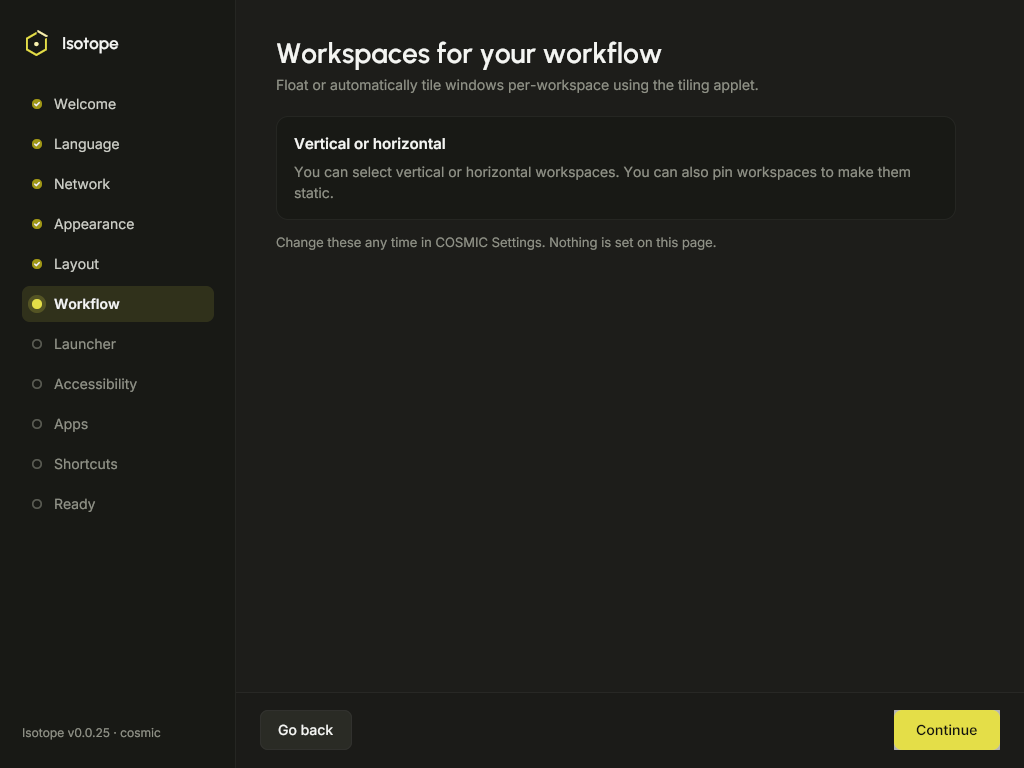 Isotope
Welcome
Language
Network
Appearance
Layout
Workflow
Launcher
Accessibility
Apps
Shortcuts
Ready
Isotope v0.0.25 · cosmic
Workspaces for your workflow
Float or automatically tile windows per-workspace using the tiling applet.
Vertical or horizontal
You can select vertical or horizontal workspaces. You can also pin workspaces to make them
static.
Change these any time in COSMIC Settings. Nothing is set on this page.
Go back
Continue